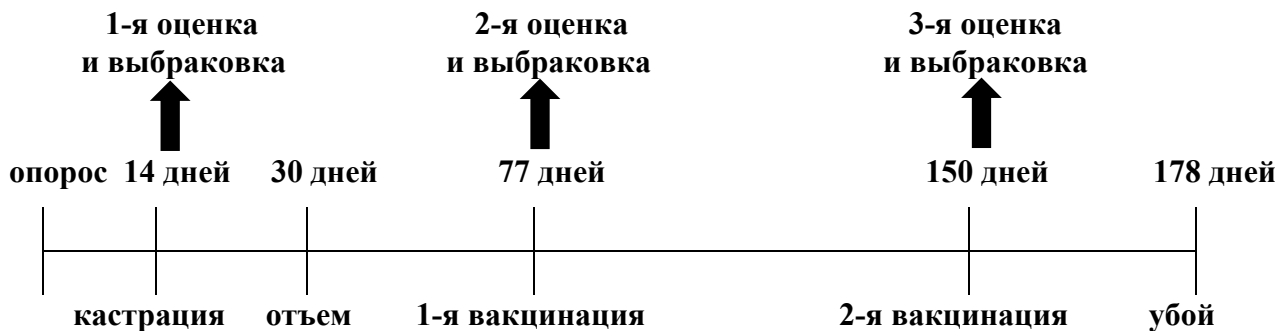 1-я оценка 2-я оценка 3-я оценка
и выбраковка и выбраковка и выбраковка
опорос 14 дней 30 дней 77 дней 150 дней 178 дней
кастрация отъем 1-я вакцинация 2-я вакцинация убой